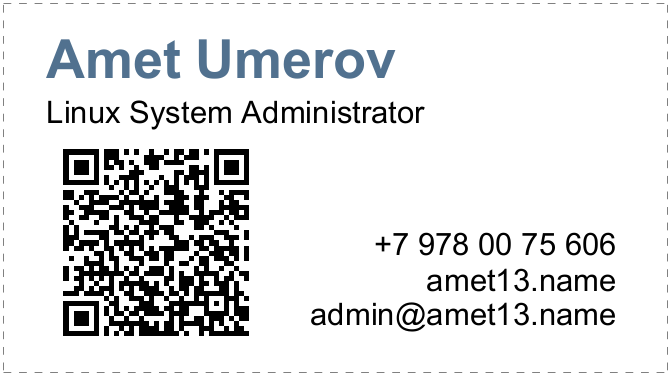 Amet Umerov
Linux System Administrator
+7 978 00 75 606
amet13.name
admin@amet13.name